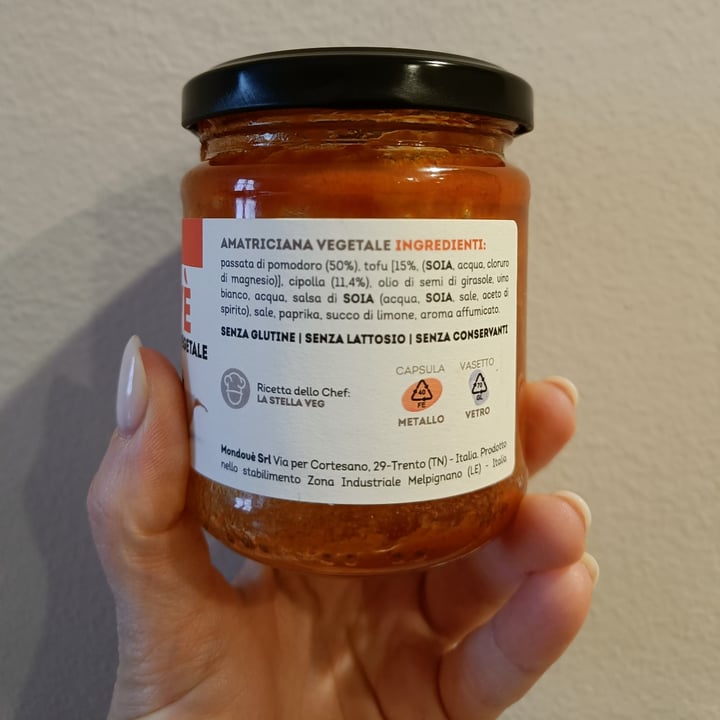 AMATRICIANA VEGETALE INGREDIENTI:
passata di pomodoro (50%), tofu [15%, (SOIA, acqua, cloruro
di magnesio)], cipolla (11,4%), olio di semi di girasole, vino
bianco, acqua, salsa di SOIA (acqua, SOIA, sale, aceto di
spirito), sale, paprika, succo di limone, aroma affumicato.
SENZA GLUTINE | SENZA LATTOSIO | SENZA CONSERVANTI
È
GETALE
Ricetta dello Chef:
LA STELLA VEG
CAPSULA
40
FE
METALLO
VASETTO
70
GL
VETRO
Mondouè Srl Via per Cortesano, 29-Trento (TN) - Italia. Prodotto
nello stabilimento Zona Industriale Melpignano (LE) - Italia.